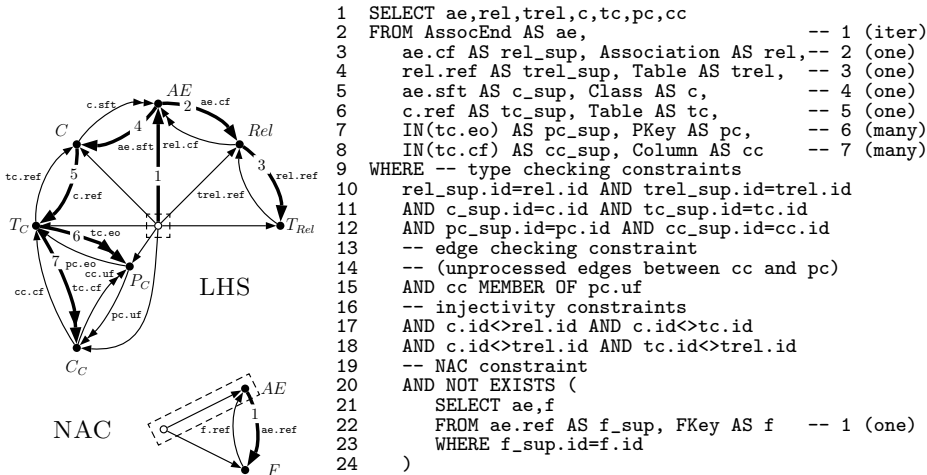 AE
c.sft
ae.cf
2
4
C
ae.sft
rel.cf
Rel
5
1
3
tc.ref
rel.ref
c.ref
trel.ref
T_C
T_Rel
6
tc.eo
7
pc.eo
cc.uf
P_C
LHS
cc.cf
tc.cf
pc.uf
C_C
AE
NAC
f.ref
1
ae.ref
F
1 SELECT ae,rel,trel,c,tc,pc,cc
2 FROM AssocEnd AS ae, -- 1 (iter)
3 ae.cf AS rel_sup, Association AS rel,-- 2 (one)
4 rel.ref AS trel_sup, Table AS trel, -- 3 (one)
5 ae.sft AS c_sup, Class AS c, -- 4 (one)
6 c.ref AS tc_sup, Table AS tc, -- 5 (one)
7 IN(tc.eo) AS pc_sup, PKey AS pc, -- 6 (many)
8 IN(tc.cf) AS cc_sup, Column AS cc -- 7 (many)
9 WHERE -- type checking constraints
10 rel_sup.id=rel.id AND trel_sup.id=trel.id
11 AND c_sup.id=c.id AND tc_sup.id=tc.id
12 AND pc_sup.id=pc.id AND cc_sup.id=cc.id
13 -- edge checking constraint
14 -- (unprocessed edges between cc and pc)
15 AND cc MEMBER OF pc.uf
16 -- injectivity constraints
17 AND c.id<>rel.id AND c.id<>tc.id
18 AND c.id<>trel.id AND tc.id<>trel.id
19 -- NAC constraint
20 AND NOT EXISTS (
21 SELECT ae,f
22 FROM ae.ref AS f_sup, FKey AS f -- 1 (one)
23 WHERE f_sup.id=f.id
24 )